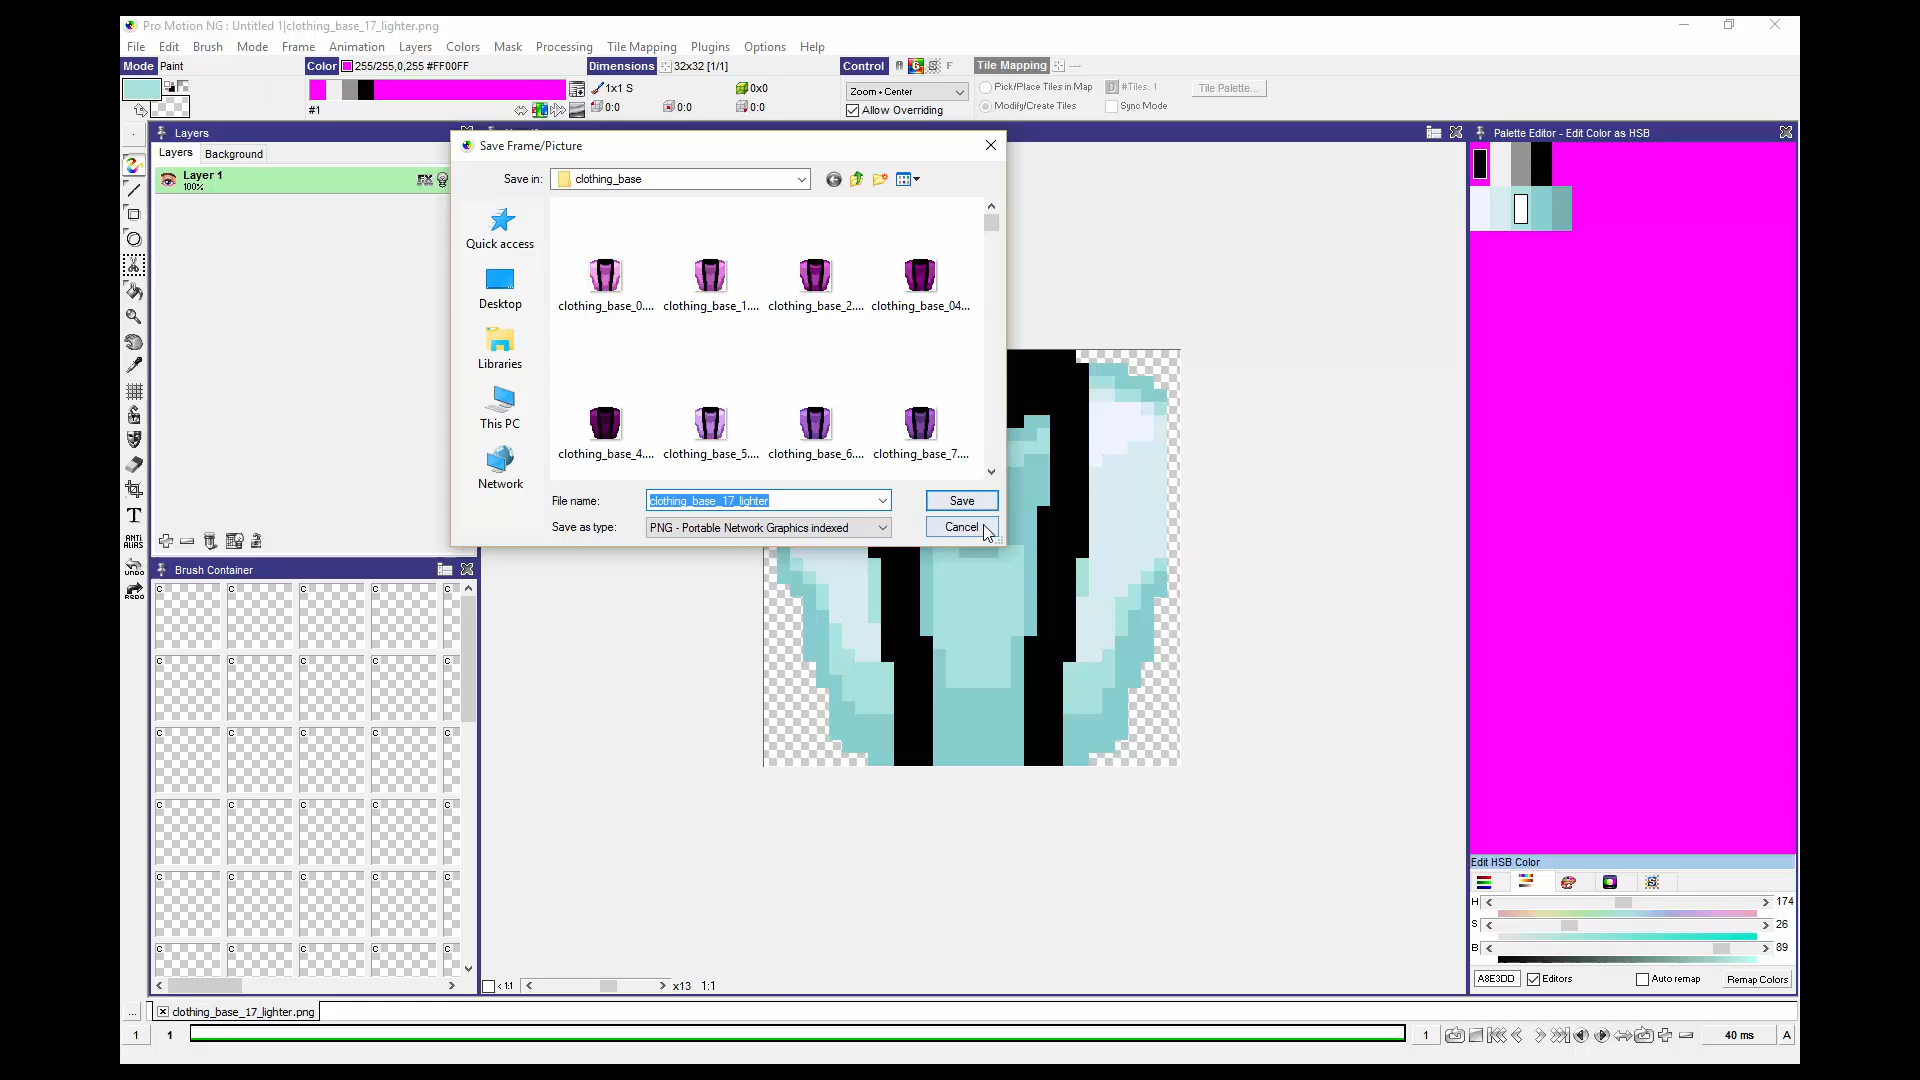 Pro Motion NG : Untitled 1|clothing_base_17_lighter.png
File Edit Brush Mode Frame Animation Layers Colors Mask Processing Tile Mapping Plugins Options Help
Mode Paint Color 255/255,0,255 #FF00FF Dimensions 32x32 [1/1] Control F Tile Mapping
1x1 S 0x0 Zoom + Center Pick/Place Tiles in Map #Tiles: 1 Tile Palette...
#1 0:0 0:0 0:0 Allow Overriding Modify/Create Tiles Sync Mode
Layers
Layers Background
Layer 1
100%
FX
Save Frame/Picture
Save in: clothing_base
Quick access
Desktop
Libraries
This PC
Network
clothing_base_0.... clothing_base_1.... clothing_base_2.... clothing_base_04...
clothing_base_4.... clothing_base_5.... clothing_base_6.... clothing_base_7....
File name: clothing_base_17_lighter Save
Save as type: PNG - Portable Network Graphics indexed Cancel
T
ANTI
ALIAS
UNDO
REDO
Brush Container
C C C C C
C C C C C
C C C C C
C C C C C
C C C C C
C C C C C
Palette Editor - Edit Color as HSB
Edit HSB Color
H 174
S 26
B 89
A8E3DD Editors Auto remap Remap Colors
1:1 x13 1:1
... clothing_base_17_lighter.png
1 1 1 40 ms A